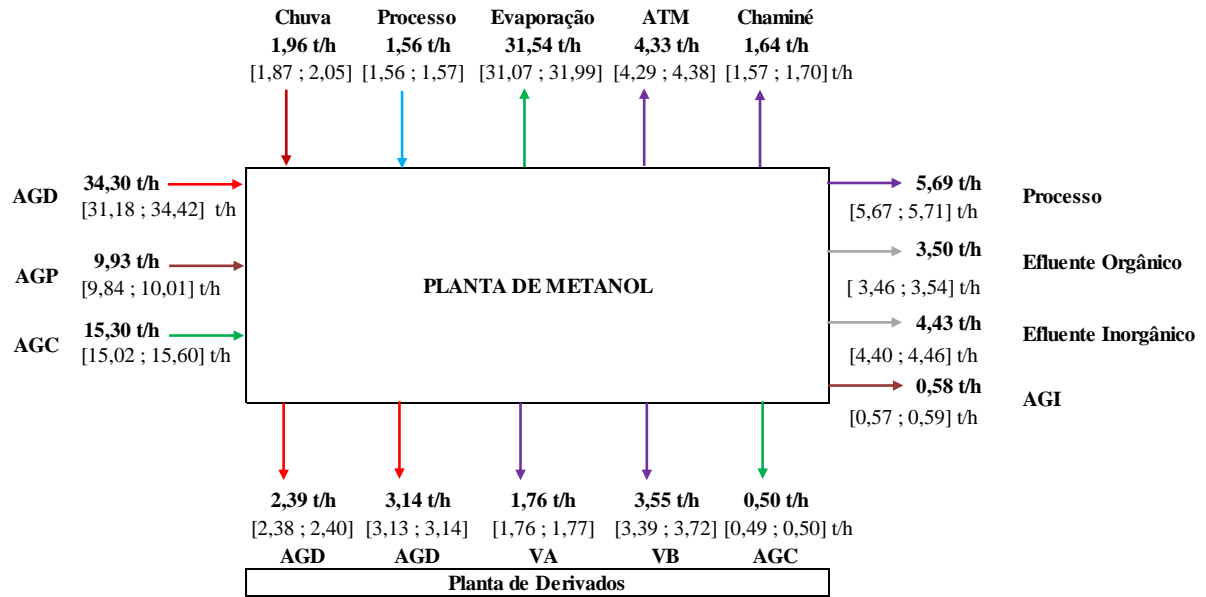 Chuva Processo Evaporação ATM Chaminé
1,96 t/h 1,56 t/h 31,54 t/h 4,33 t/h 1,64 t/h
[1,87 ; 2,05] [1,56 ; 1,57] [31,07 ; 31,99] [4,29 ; 4,38] [1,57 ; 1,70] t/h
AGD
34,30 t/h
[31,18 ; 34,42] t/h
AGP
9,93 t/h
[9,84 ; 10,01] t/h
AGC
15,30 t/h
[15,02 ; 15,60] t/h
PLANTA DE METANOL
5,69 t/h
[5,67 ; 5,71] t/h
Processo
3,50 t/h
[ 3,46 ; 3,54] t/h
Efluente Orgânico
4,43 t/h
[4,40 ; 4,46] t/h
Efluente Inorgânico
0,58 t/h
[0,57 ; 0,59] t/h
AGI
2,39 t/h 3,14 t/h 1,76 t/h 3,55 t/h 0,50 t/h
[2,38 ; 2,40] [3,13 ; 3,14] [1,76 ; 1,77] [3,39 ; 3,72] [0,49 ; 0,50] t/h
AGD AGD VA VB AGC
Planta de Derivados